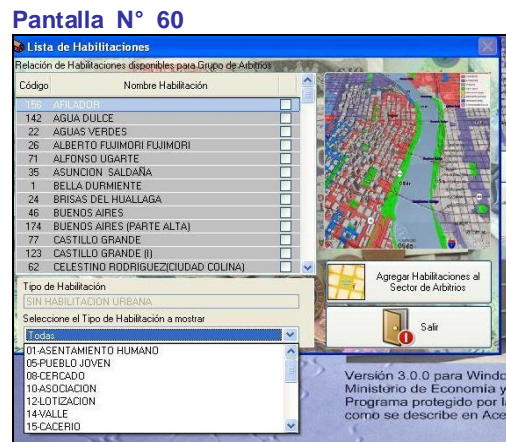 Pantalla N° 60
Lista de Habilitaciones
Relación de Habilitaciones disponibles para Grupo de Arbitrios
Código Nombre Habilitación
156 AFILADOR
142 AGUA DULCE
22 AGUAS VERDES
26 ALBERTO FUJIMORI FUJIMORI
71 ALFONSO UGARTE
35 ASUNCION SALDAÑA
1 BELLA DURMIENTE
24 BRISAS DEL HUALLAGA
46 BUENOS AIRES
174 BUENOS AIRES (PARTE ALTA)
77 CASTILLO GRANDE
123 CASTILLO GRANDE (I)
62 CELESTINO RODRIGUEZ(CIUDAD COLINA)
Tipo de Habilitación
SIN HABILITACION URBANA
Seleccione el Tipo de Habilitación a mostrar
Todas
01-ASENTAMIENTO HUMANO
05-PUEBLO JOVEN
08-CERCADO
10-ASOCIACION
12-LOTIZACION
14-VALLE
15-CACERIO
Agregar Habilitaciones al
Sector de Arbitrios
Salir
Versión 3.0.0 para Windo
Ministerio de Economía y
Programa protegido por l
como se describe en Ace